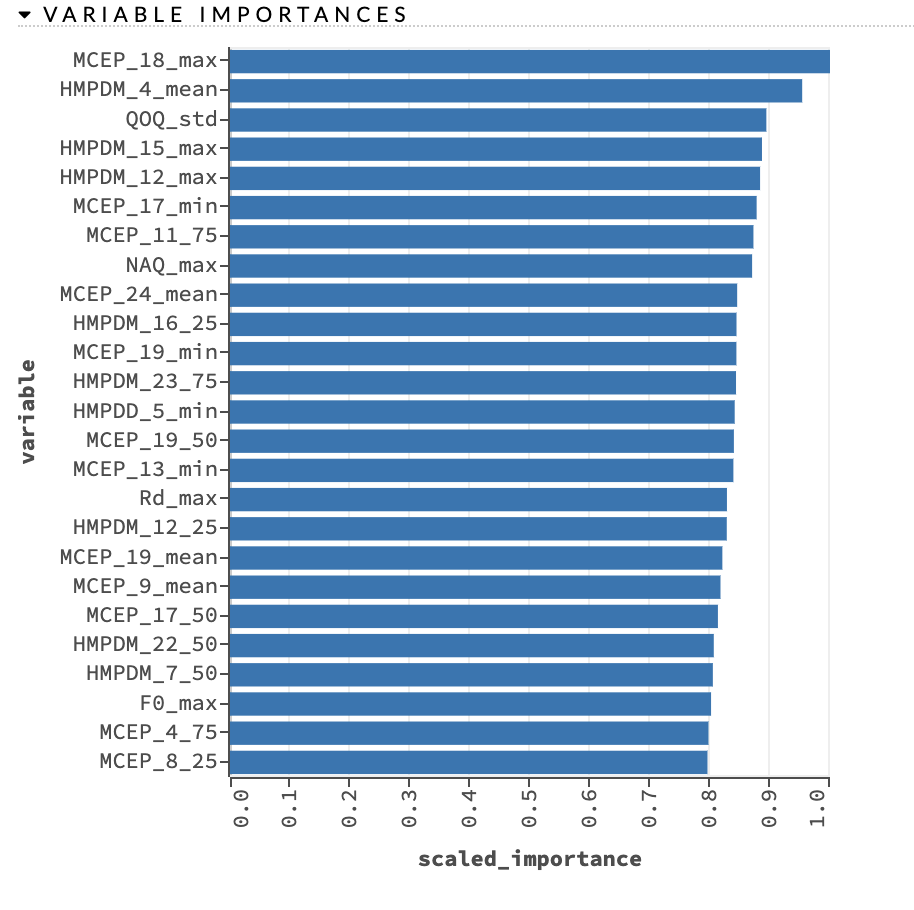 VARIABLE IMPORTANCES
MCEP_18_max
HMPDM_4_mean
QOQ_std
HMPDM_15_max
HMPDM_12_max
MCEP_17_min
MCEP_11_75
NAQ_max
MCEP_24_mean
HMPDM_16_25
MCEP_19_min
HMPDM_23_75
HMPDD_5_min
MCEP_19_50
MCEP_13_min
Rd_max
HMPDM_12_25
MCEP_19_mean
MCEP_9_mean
MCEP_17_50
HMPDM_22_50
HMPDM_7_50
F0_max
MCEP_4_75
MCEP_8_25
variable
0.0 0.1 0.2 0.3 0.4 0.5 0.6 0.7 0.8 0.9 1.0
scaled_importance